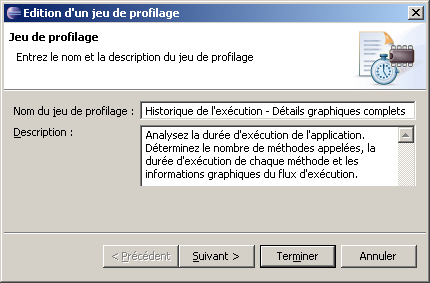 Edition d'un jeu de profilage
Jeu de profilage
Entrez le nom et la description du jeu de profilage
Nom du jeu de profilage : Historique de l'exécution - Détails graphiques complets
Description : Analysez la durée d'exécution de l'application.
Déterminez le nombre de méthodes appelées, la
durée d'exécution de chaque méthode et les
informations graphiques du flux d'exécution.
< Précédent Suivant > Terminer Annuler